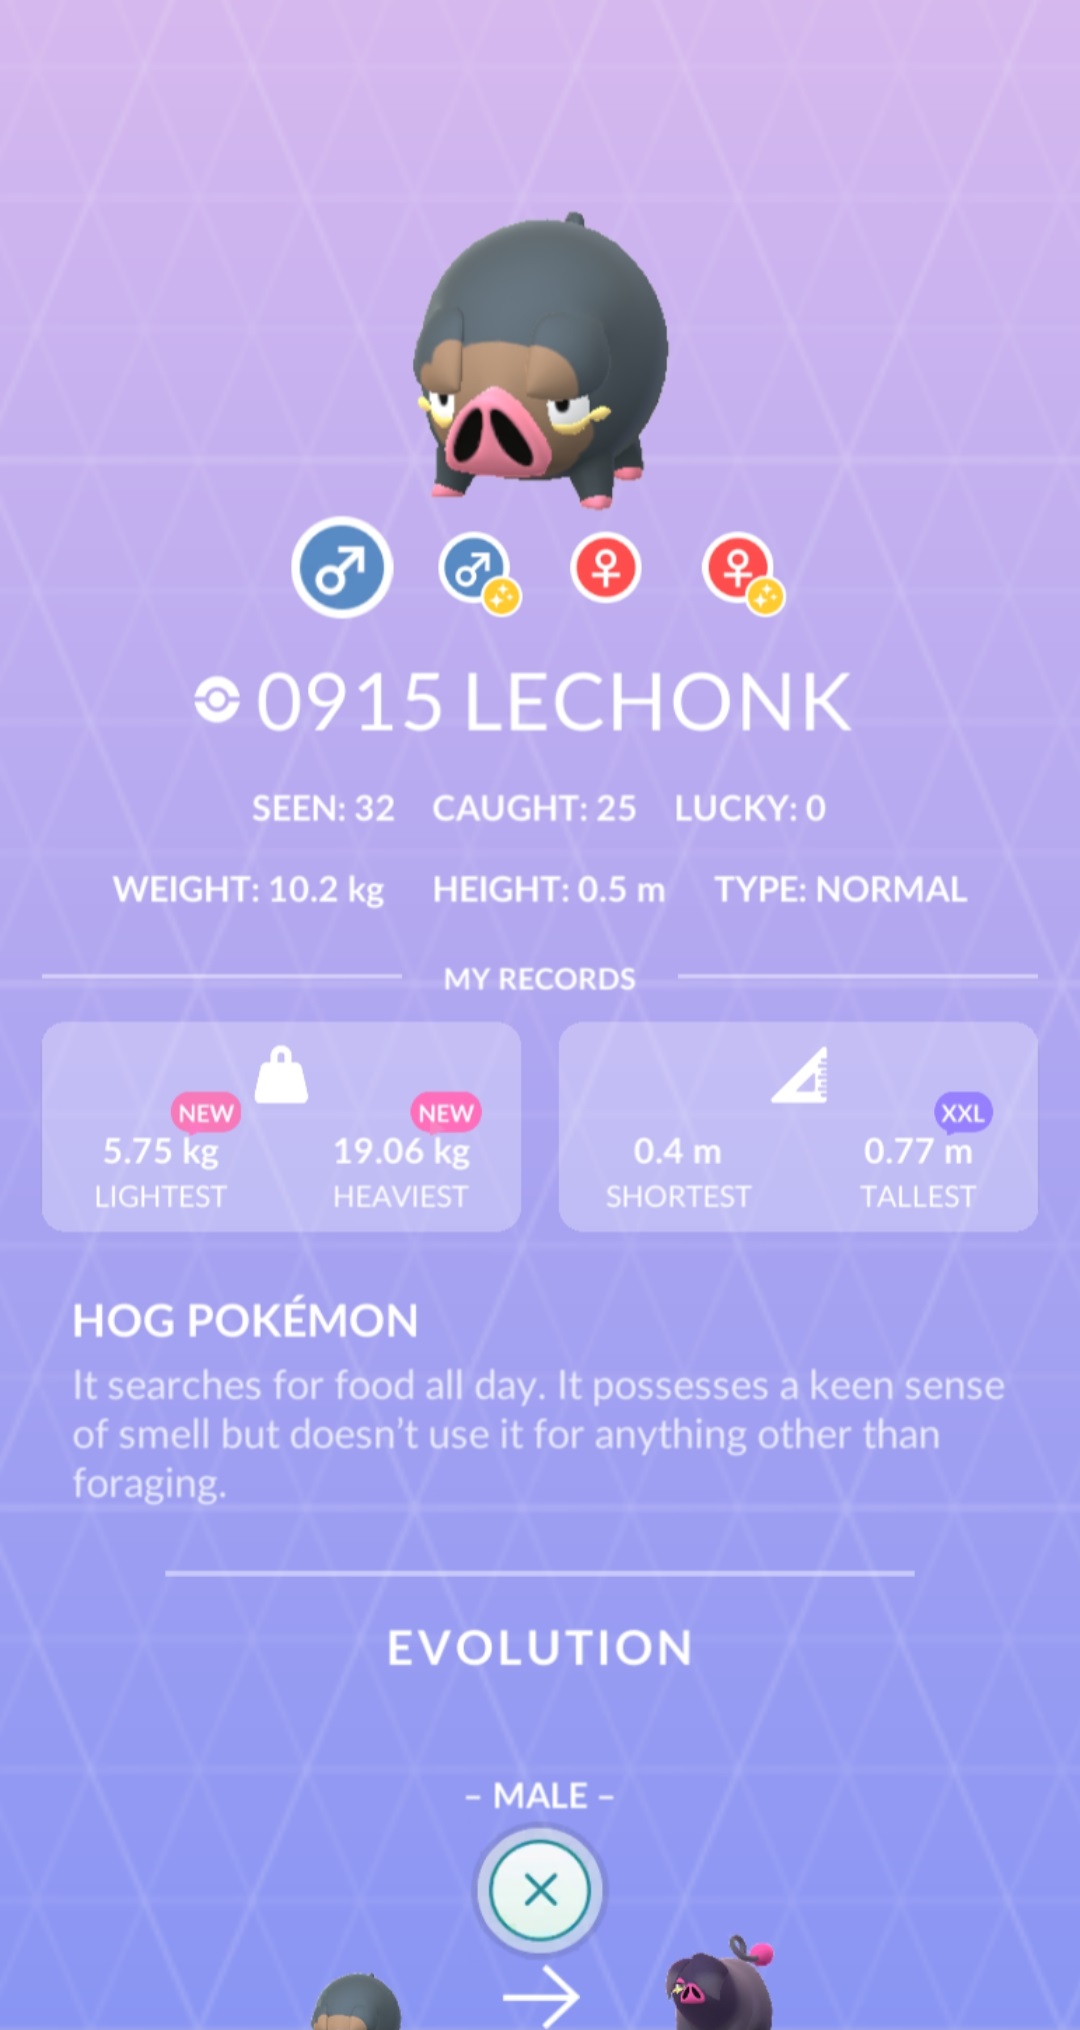 0915 LECHONK
SEEN: 32 CAUGHT: 25 LUCKY: 0
WEIGHT: 10.2 kg HEIGHT: 0.5 m TYPE: NORMAL
MY RECORDS
NEW NEW XXL
5.75 kg 19.06 kg 0.4 m 0.77 m
LIGHTEST HEAVIEST SHORTEST TALLEST
HOG POKÉMON
It searches for food all day. It possesses a keen sense
of smell but doesn’t use it for anything other than
foraging.
EVOLUTION
– MALE –